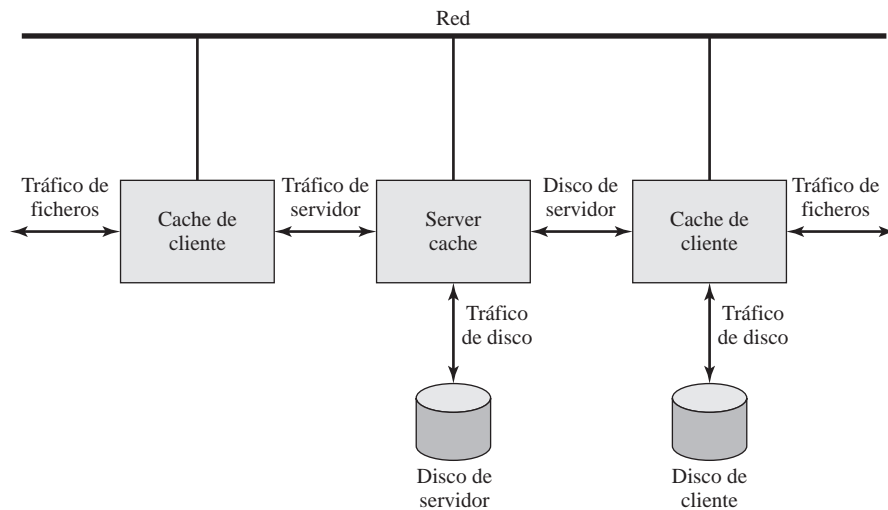 Red
Tráfico de
ficheros
Cache de
cliente
Tráfico de
servidor
Server
cache
Disco de
servidor
Cache de
cliente
Tráfico de
ficheros
Tráfico
de disco
Tráfico
de disco
Disco de
servidor
Disco de
cliente